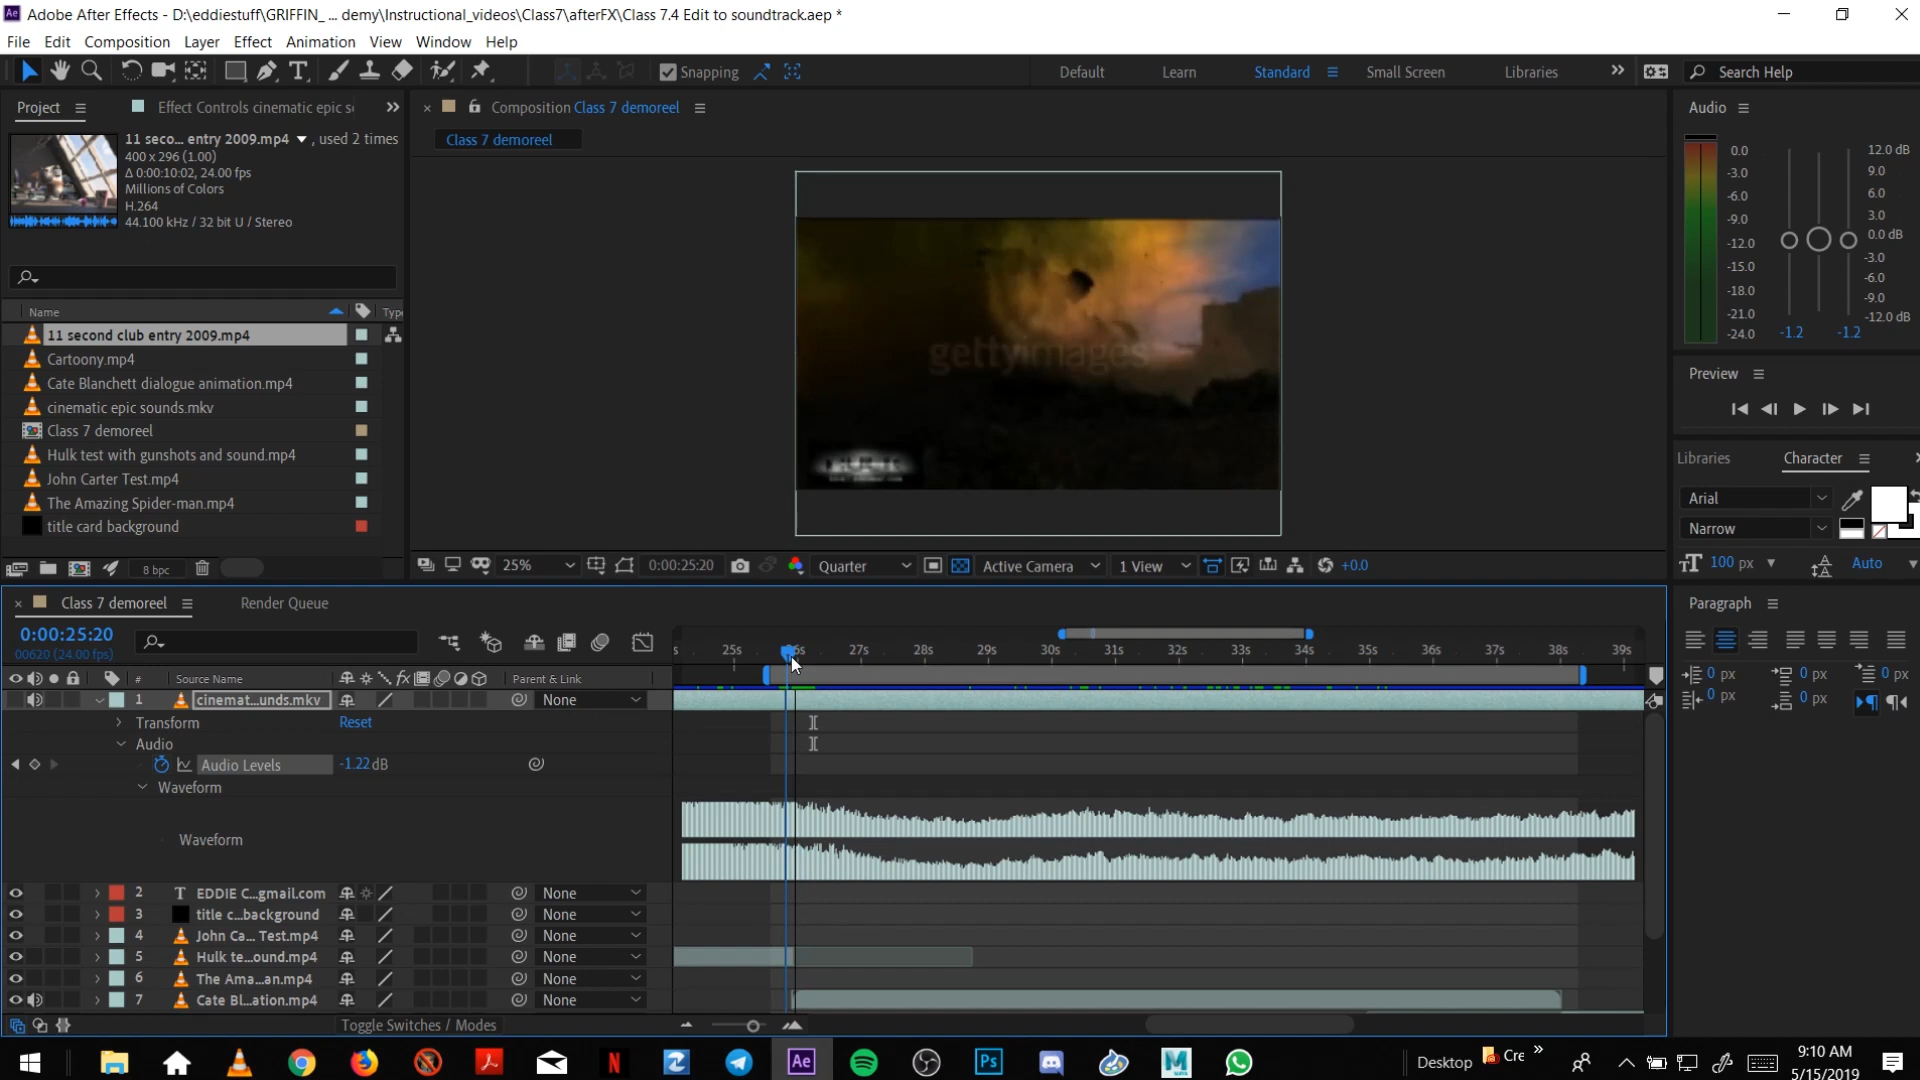 Adobe After Effects - D:\eddiestuff\GRIFFIN_ ... demy\Instructional_videos\Class7\afterFX\Class 7.4 Edit to soundtrack.aep *
File Edit Composition Layer Effect Animation View Window Help
Snapping
Default Learn Standard Small Screen Libraries
Search Help
Project
Effect Controls cinematic epic s
Composition Class 7 demoreel
Class 7 demoreel
11 seco... entry 2009.mp4 , used 2 times
400 x 296 (1.00)
Δ 0:00:10:02, 24.00 fps
Millions of Colors
H.264
44.100 kHz / 32 bit U / Stereo
Name Type
11 second club entry 2009.mp4
Cartoony.mp4
Cate Blanchett dialogue animation.mp4
cinematic epic sounds.mkv
Class 7 demoreel
Hulk test with gunshots and sound.mp4
John Carter Test.mp4
The Amazing Spider-man.mp4
title card background
8 bpc
gettyimages
25% 0:00:25:20 Quarter Active Camera 1 View +0.0
Audio
0.0
-3.0
-6.0
-9.0
-12.0
-15.0
-18.0
-21.0
-24.0
12.0 dB
9.0
6.0
3.0
0.0 dB
-3.0
-6.0
-9.0
-12.0 dB
-1.2 -1.2
Preview
Libraries Character
Arial
Narrow
100 px Auto
Paragraph
0 px 0 px 0 px
0 px 0 px
Class 7 demoreel Render Queue
0:00:25:20
00620 (24.00 fps)
s 25s 26s 27s 28s 29s 30s 31s 32s 33s 34s 35s 36s 37s 38s 39s
# Source Name fx Parent & Link
1 cinemat...unds.mkv None
Transform Reset
Audio
Audio Levels -1.22 dB
Waveform
Waveform
2 T EDDIE C...gmail.com None
3 title c...background None
4 John Ca... Test.mp4 None
5 Hulk te...ound.mp4 None
6 The Ama...an.mp4 None
7 Cate Bl...ation.mp4 None
Toggle Switches / Modes
Ae Ps Desktop Cre
9:10 AM
5/15/2019